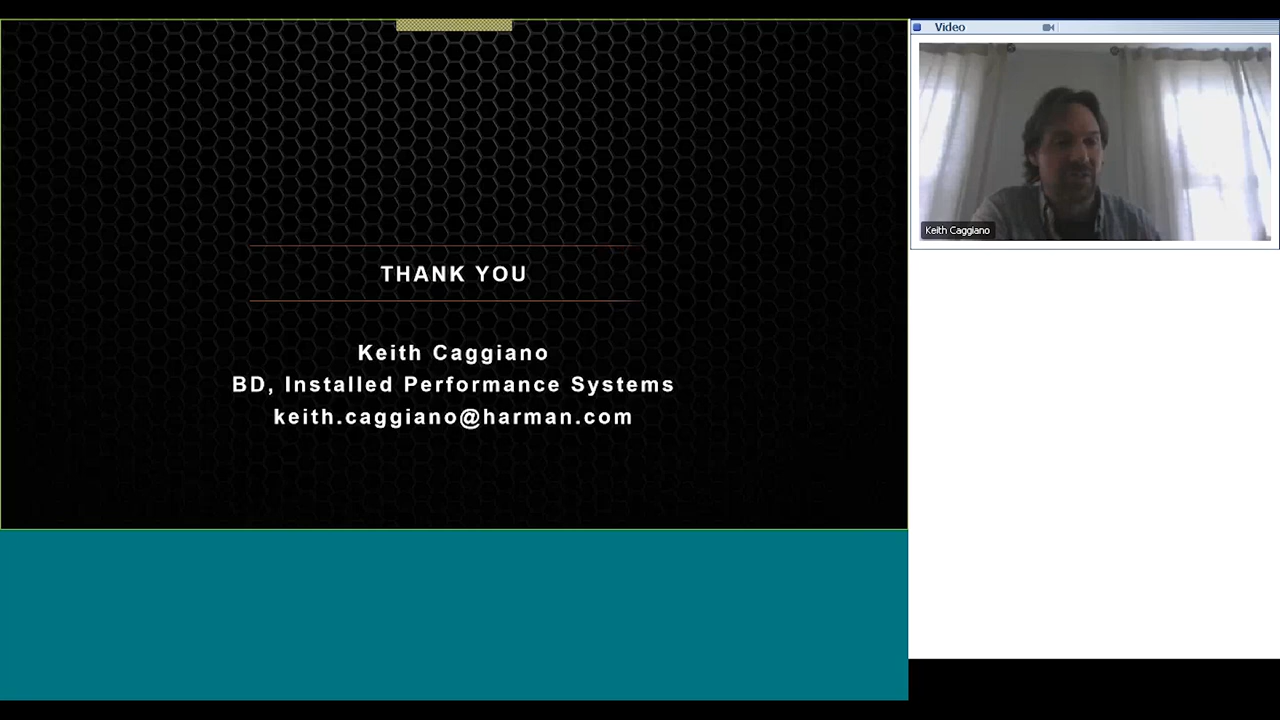 Video
Keith Caggiano
THANK YOU
Keith Caggiano
BD, Installed Performance Systems
keith.caggiano@harman.com